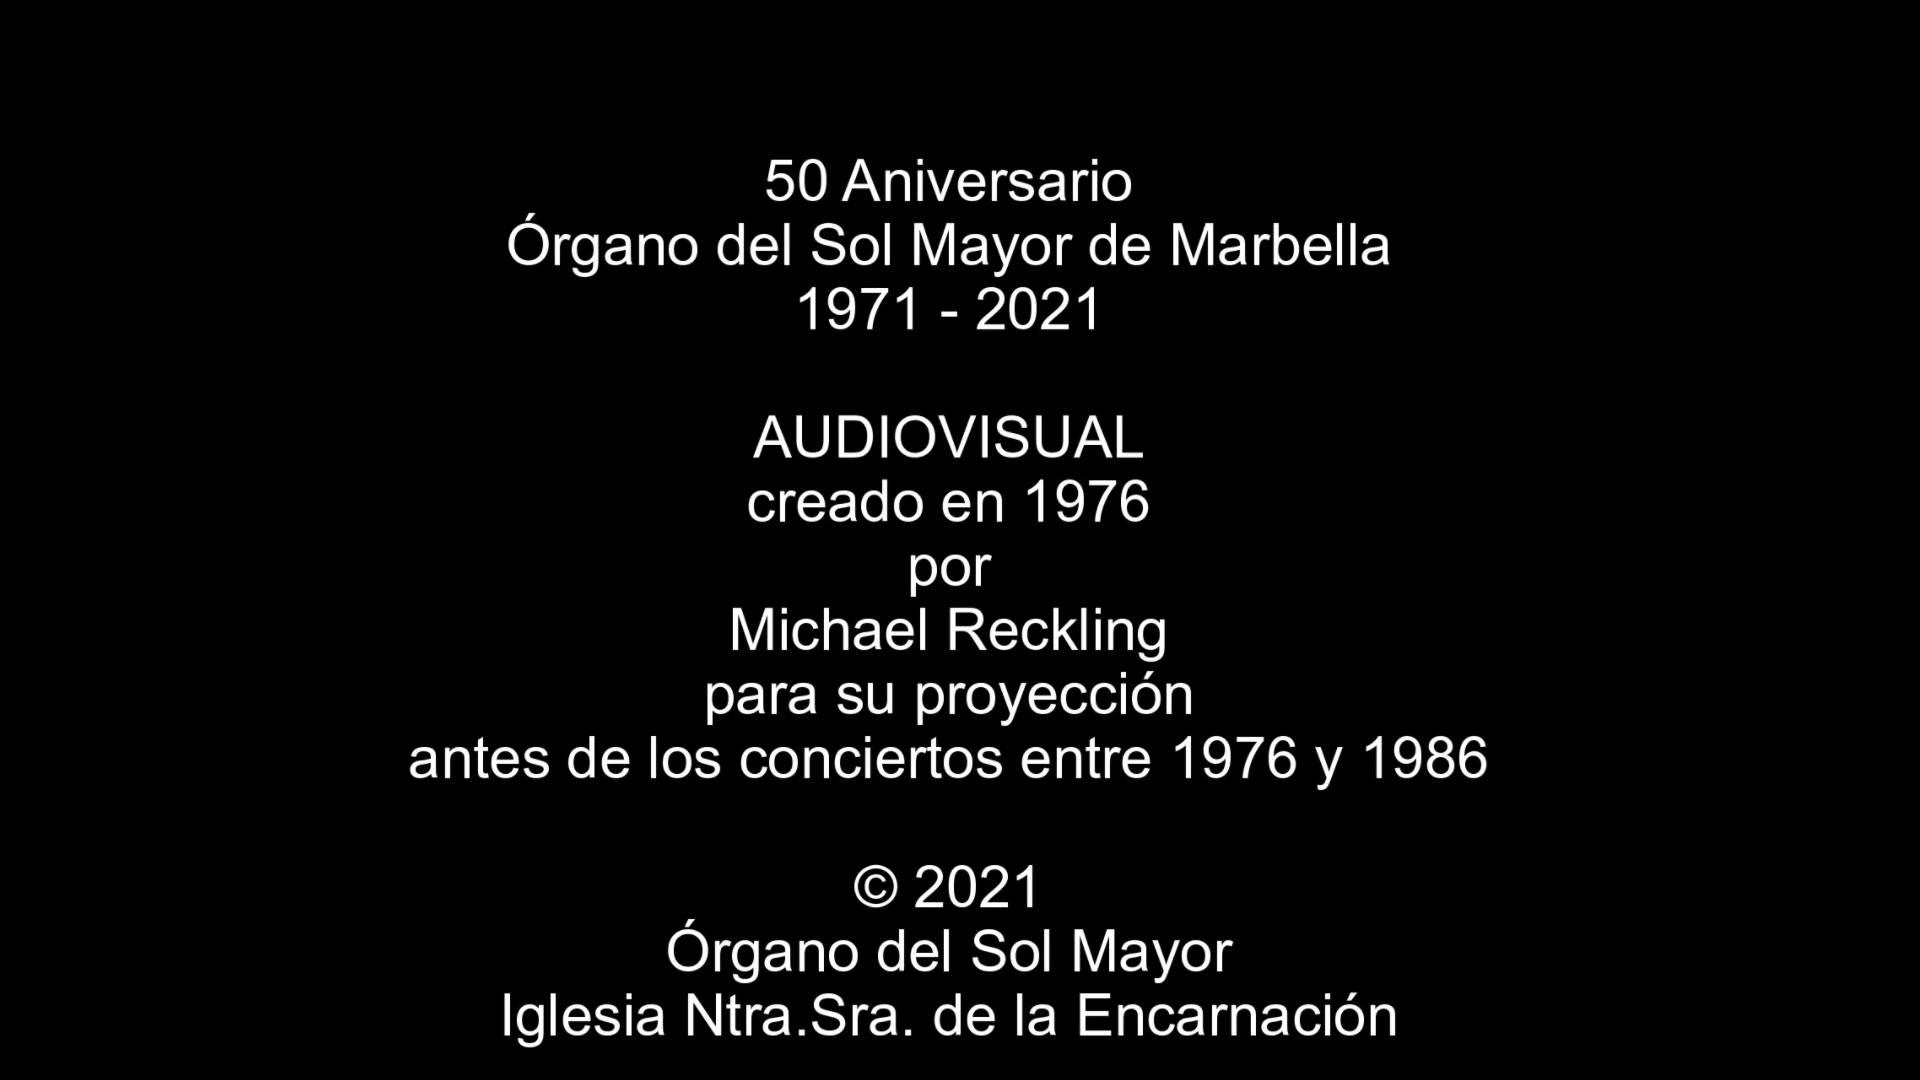 50 Aniversario
Órgano del Sol Mayor de Marbella
1971 - 2021
AUDIOVISUAL
creado en 1976
por
Michael Reckling
para su proyección
antes de los conciertos entre 1976 y 1986
© 2021
Órgano del Sol Mayor
Iglesia Ntra.Sra. de la Encarnación